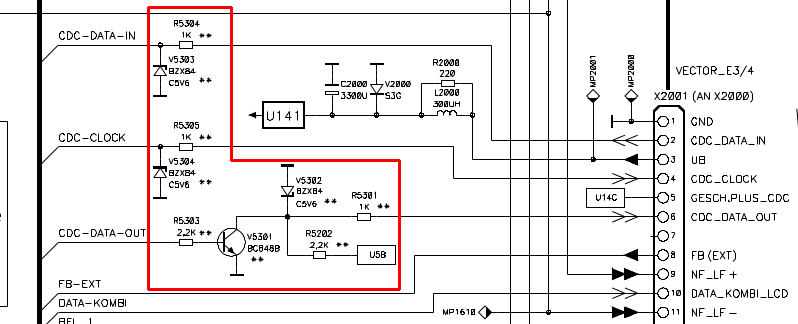 R5304
CDC-DATA-IN
1K **
V5303
BZX84
C5V6 **
R2000
220
C2000
3300U
V2000
S3G
L2000
300UH
U141
MP2001
MP2000
VECTOR_E3/4
X2001 (AN X2000)
1 GND
2 CDC_DATA_IN
3 UB
4 CDC_CLOCK
5 GESCH.PLUS_CDC
6 CDC_DATA_OUT
7
8 FB (EXT)
9 NF_LF +
10 DATA_KOMBI_LCD
11 NF_LF -
U14C
R5305
CDC-CLOCK
1K **
V5304
BZX84
C5V6 **
V5302
BZX84
C5V6 **
R5301
1K **
R5303
CDC-DATA-OUT
2,2K **
V5301
BC848B
**
R5202
2,2K **
U5B
FB-EXT
DATA-KOMBI
MP1610